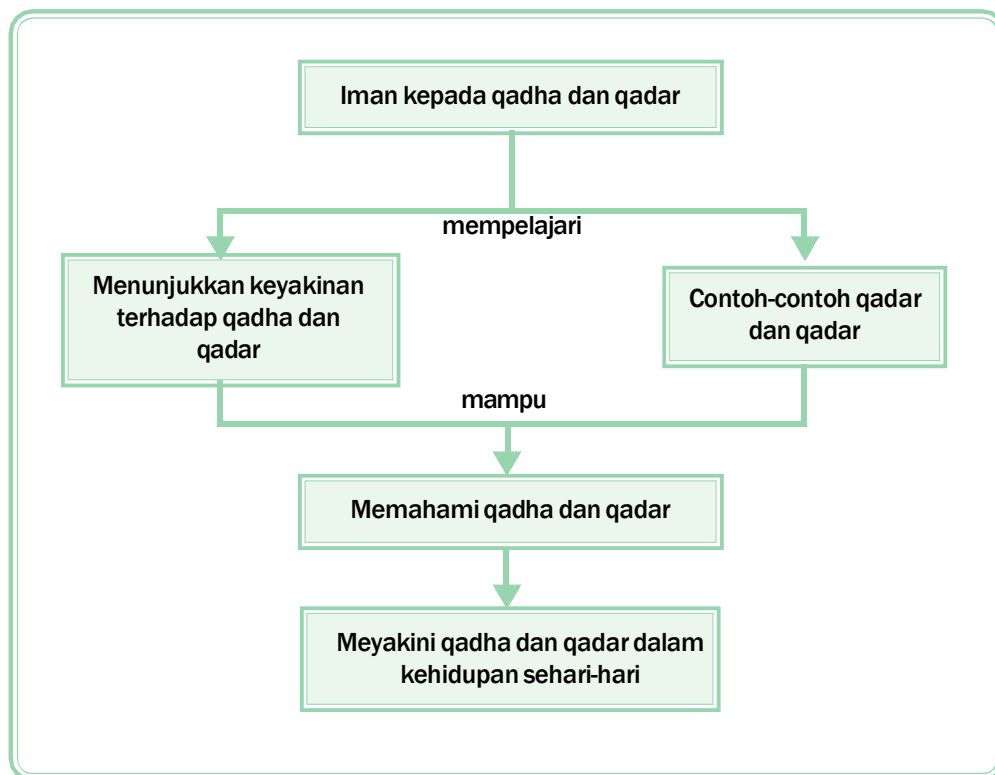 Iman kepada qadha dan qadar
mempelajari
Menunjukkan keyakinan
terhadap qadha dan
qadar
Contoh-contoh qadar
dan qadar
mampu
Memahami qadha dan qadar
Meyakini qadha dan qadar dalam
kehidupan sehari-hari